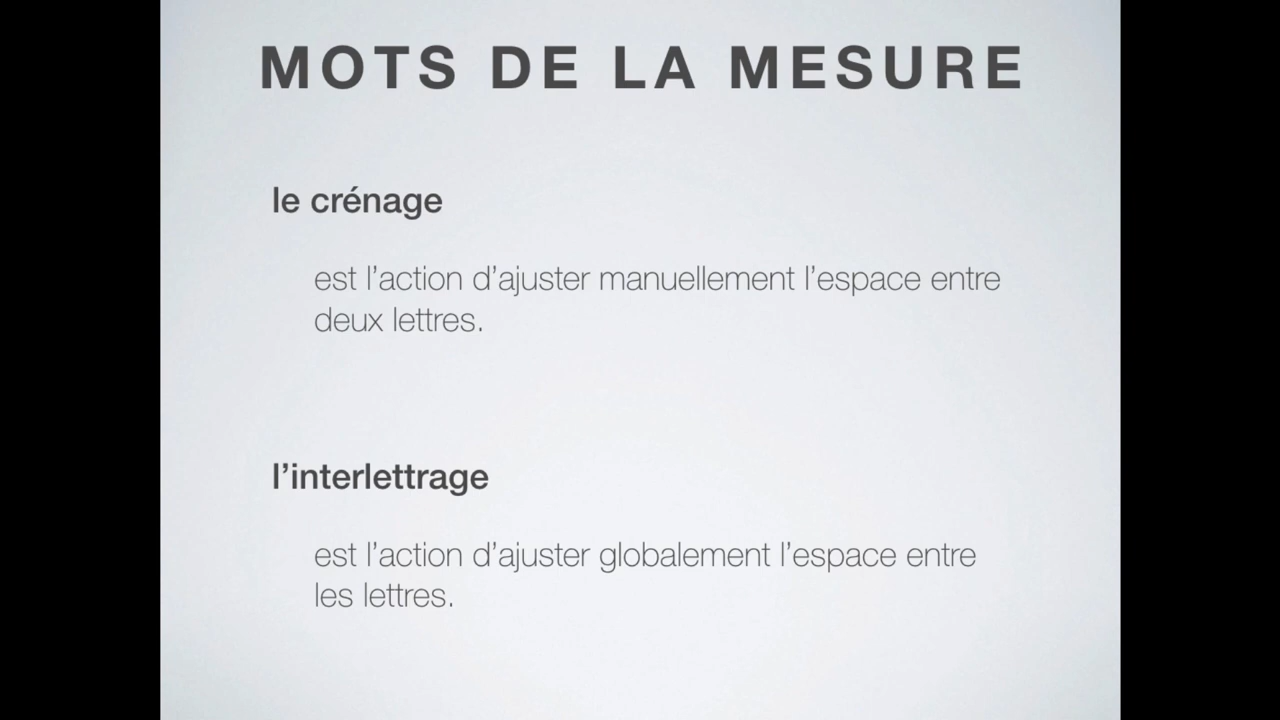 MOTS DE LA MESURE
le crénage
est l’action d’ajuster manuellement l’espace entre
deux lettres.
l’interlettrage
est l’action d’ajuster globalement l’espace entre
les lettres.